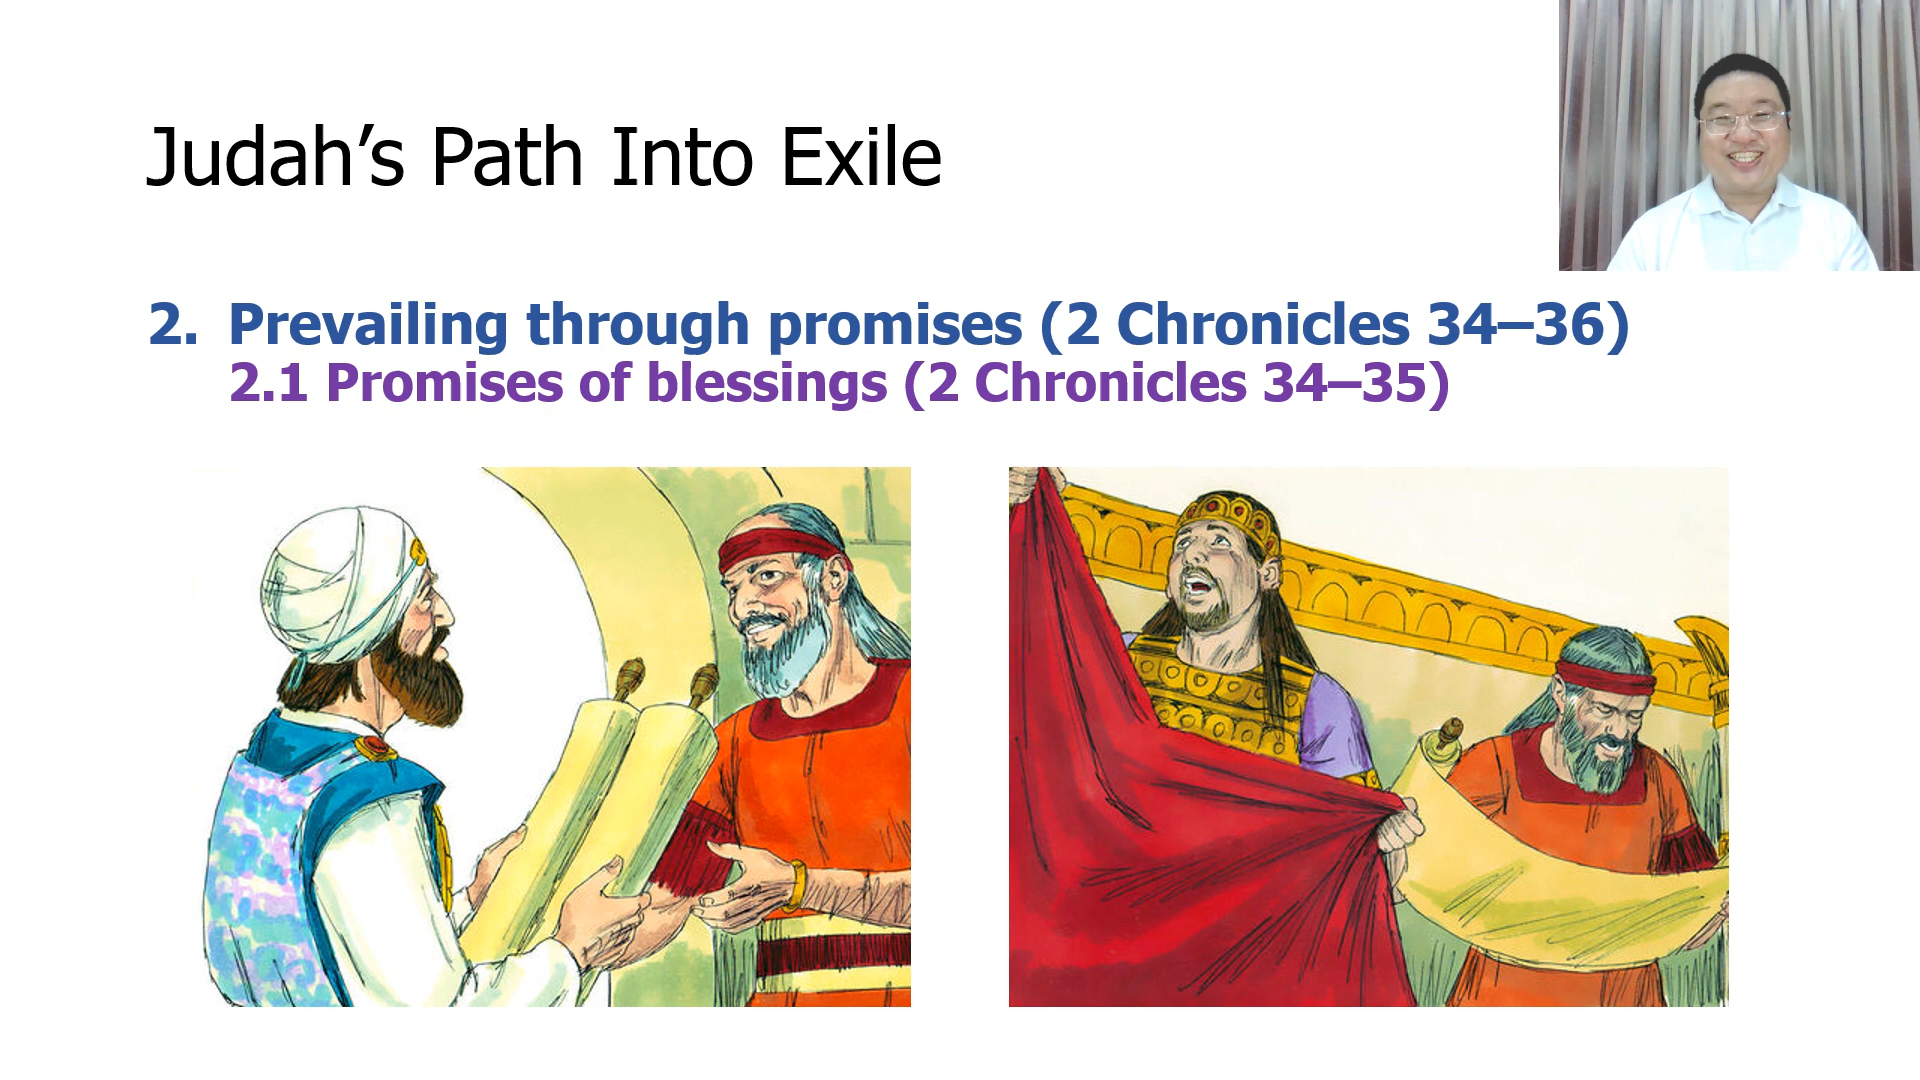 Judah’s Path Into Exile
2. Prevailing through promises (2 Chronicles 34–36)
2.1 Promises of blessings (2 Chronicles 34–35)